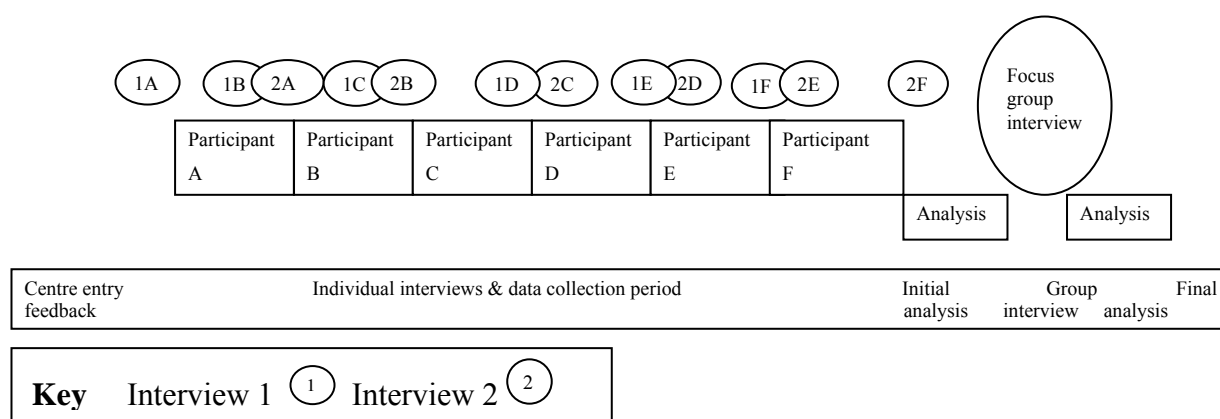 1A 1B 2A 1C 2B 1D 2C 1E 2D 1F 2E 2F
Focus
group
interview
Participant
A
Participant
B
Participant
C
Participant
D
Participant
E
Participant
F
Analysis
Analysis
Centre entry Individual interviews & data collection period Initial Group Final
feedback analysis interview analysis
Key Interview 1 1 Interview 2 2